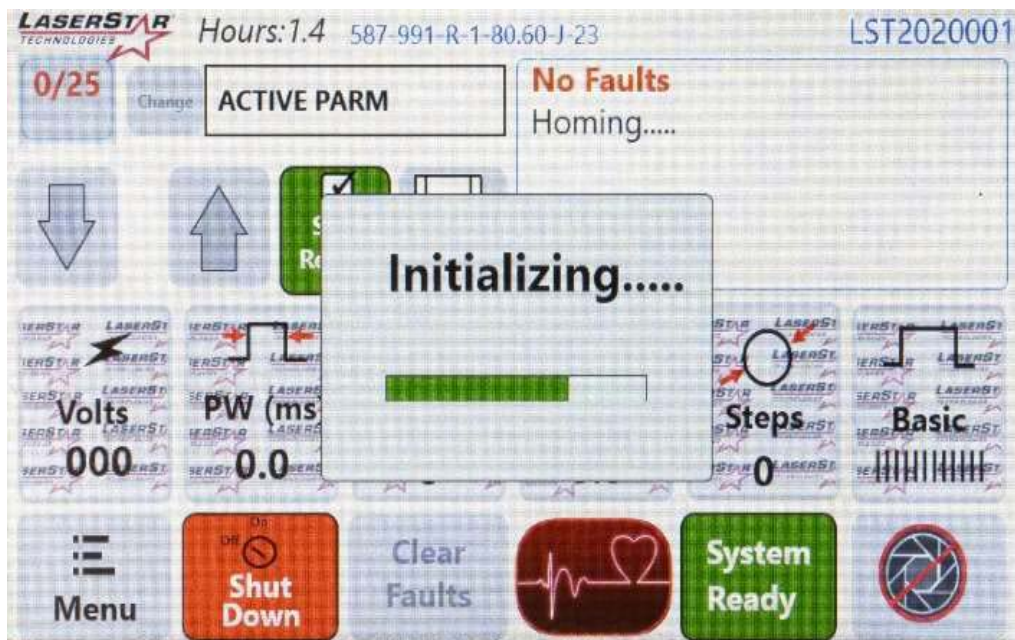 LASERSTAR
TECHNOLOGIES
Hours:1.4
587-991-R-1-80.60-J-23
LST2020001
0/25
Change
ACTIVE PARM
No Faults
Homing.....
Initializing.....
Volts
000
PW (ms
0.0
Steps
0
Basic
Menu
On
Off
Shut
Down
Clear
Faults
System
Ready